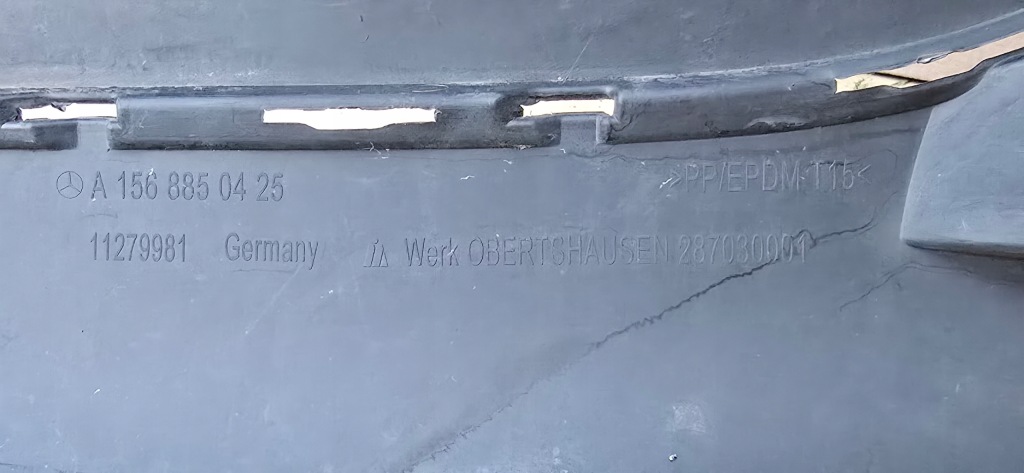 A 156 885 04 25
>PP/EPDM-T15<
11279981 Germany Werk OBERTSHAUSEN 287030001